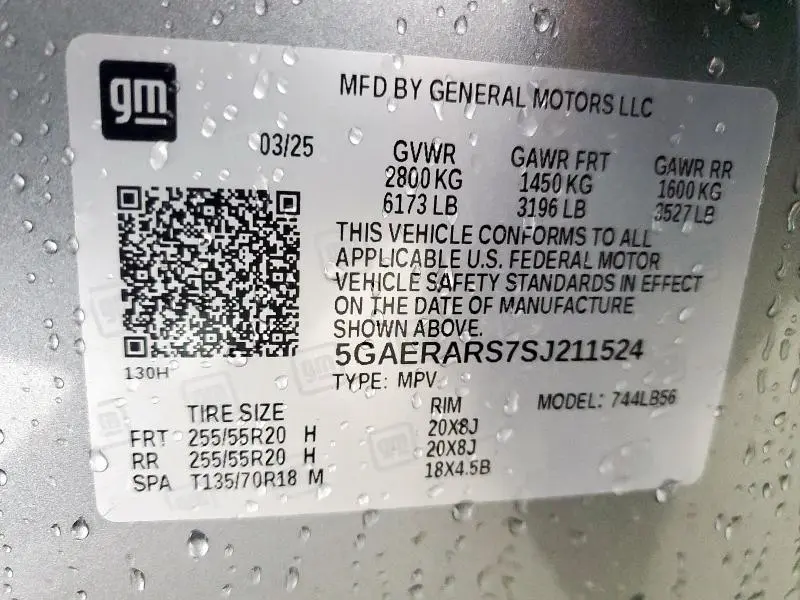 gm
MFD BY GENERAL MOTORS LLC
03/25
GVWR GAWR FRT GAWR RR
2800 KG 1450 KG 1600 KG
6173 LB 3196 LB 3527 LB
THIS VEHICLE CONFORMS TO ALL
APPLICABLE U.S. FEDERAL MOTOR
VEHICLE SAFETY STANDARDS IN EFFECT
ON THE DATE OF MANUFACTURE
SHOWN ABOVE.
5GAERARS7SJ211524
130H
TYPE: MPV MODEL: 744LB56
TIRE SIZE RIM
FRT 255/55R20 H 20X8J
RR 255/55R20 H 20X8J
SPA T135/70R18 M 18X4.5B